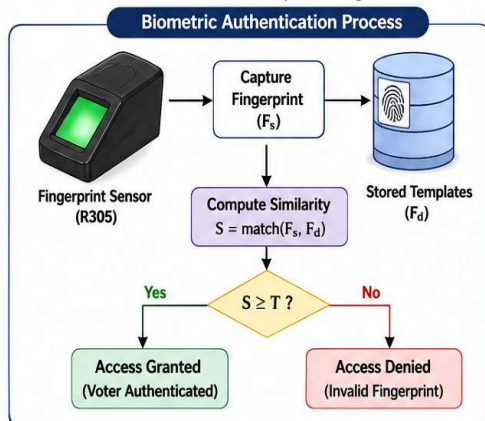 Biometric Authentication Process
Capture
Fingerprint
(Fₛ)
Fingerprint Sensor
(R305)
Stored Templates
(F_d)
Compute Similarity
S = match(Fₛ, F_d)
S ≥ T ?
Yes
No
Access Granted
(Voter Authenticated)
Access Denied
(Invalid Fingerprint)